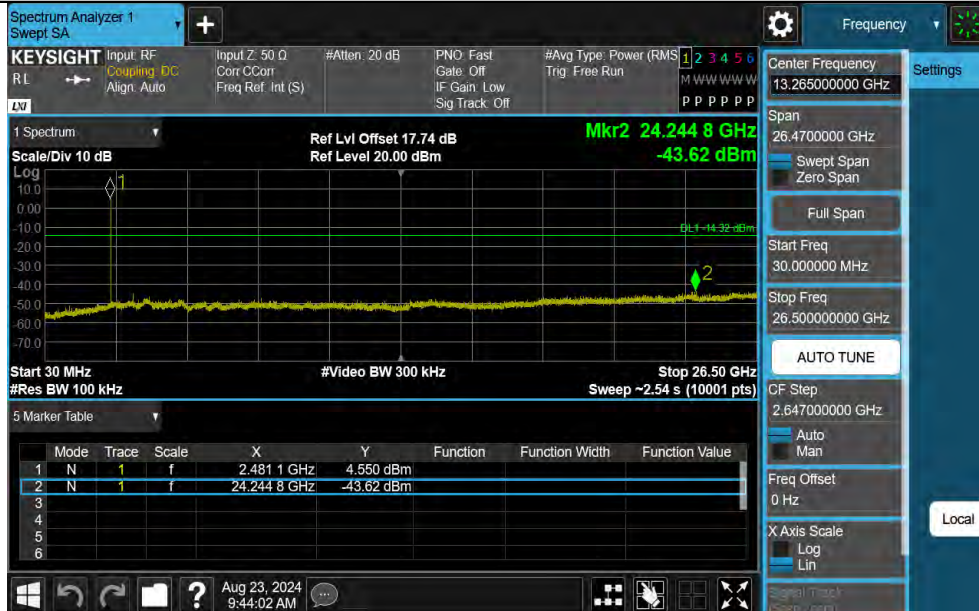 Spectrum Analyzer 1
Swept SA
+
Frequency
KEYSIGHT
RL
LXI
Input: RF
Coupling: DC
Align: Auto
Input Z: 50 Ω
Corr CCorr
Freq Ref: Int (S)
#Atten: 20 dB
PNO: Fast
Gate: Off
IF Gain: Low
Sig Track: Off
#Avg Type: Power (RMS
Trig: Free Run
1 2 3 4 5 6
M W W W W W
P P P P P P
1 Spectrum
Scale/Div 10 dB
Ref Lvl Offset 17.74 dB
Ref Level 20.00 dBm
Mkr2 24.244 8 GHz
-43.62 dBm
Log
10.0
0.00
-10.0
-20.0
-30.0
-40.0
-50.0
-60.0
-70.0
1
DL1 -14.32 dBm
2
Start 30 MHz
#Res BW 100 kHz
#Video BW 300 kHz
Stop 26.50 GHz
Sweep ~2.54 s (10001 pts)
5 Marker Table
Mode Trace Scale X Y Function Function Width Function Value
1 N 1 f 2.481 1 GHz 4.550 dBm
2 N 1 f 24.244 8 GHz -43.62 dBm
3
4
5
6
?
Aug 23, 2024
9:44:02 AM
Center Frequency
13.265000000 GHz
Span
26.4700000 GHz
Swept Span
Zero Span
Full Span
Start Freq
30.000000 MHz
Stop Freq
26.500000000 GHz
AUTO TUNE
CF Step
2.647000000 GHz
Auto
Man
Freq Offset
0 Hz
X Axis Scale
Log
Lin
Signal Track
Settings
Local